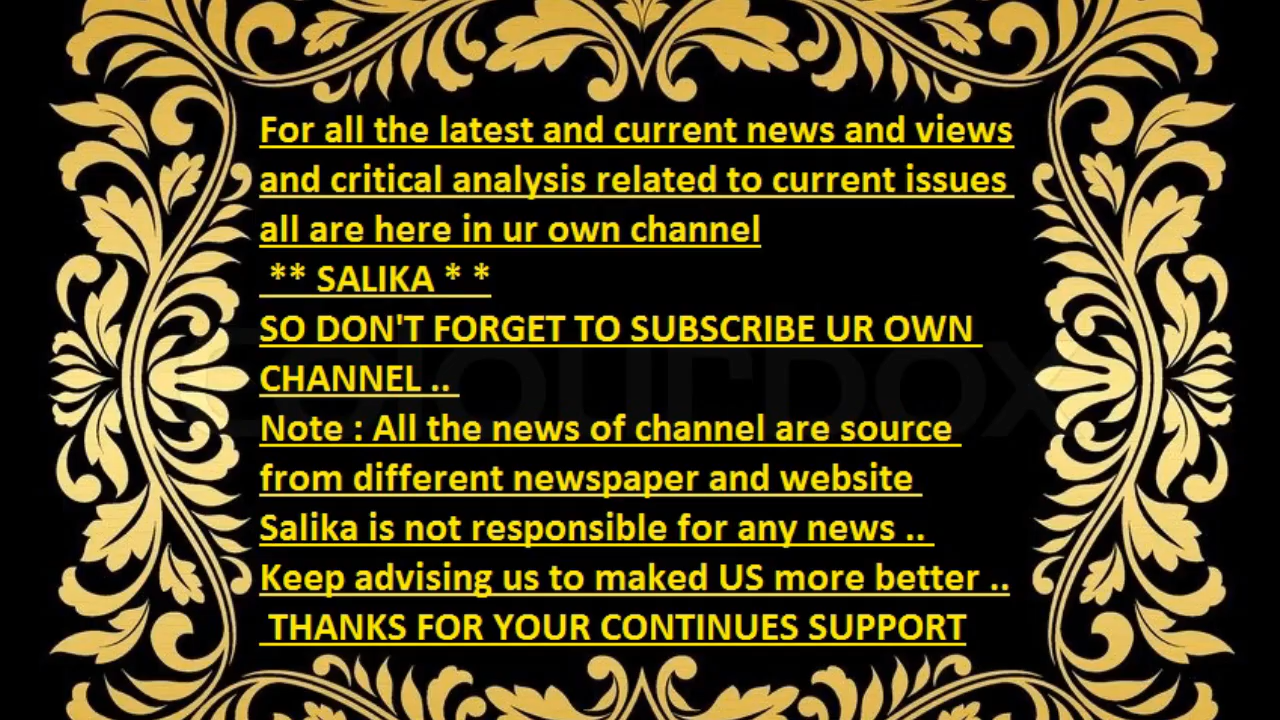 For all the latest and current news and views
and critical analysis related to current issues
all are here in ur own channel
** SALIKA * *
SO DON'T FORGET TO SUBSCRIBE UR OWN
CHANNEL ..
Note : All the news of channel are source
from different newspaper and website
Salika is not responsible for any news ..
Keep advising us to maked US more better ..
THANKS FOR YOUR CONTINUES SUPPORT
colourbox